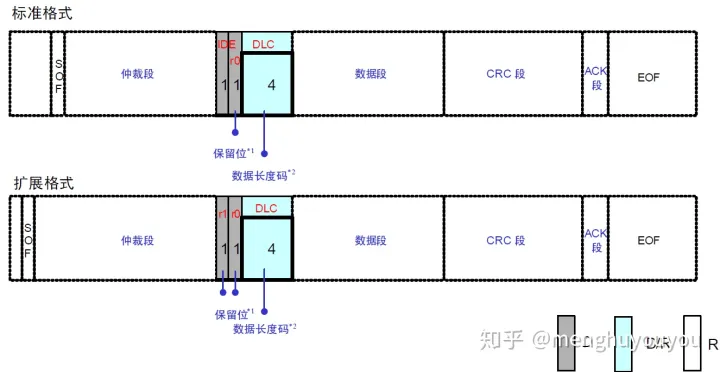 标准格式
SOF
仲裁段
IDE
r0
DLC
1
1
4
数据段
CRC 段
ACK
段
EOF
保留位*1
数据长度码*2
扩展格式
SOF
仲裁段
r1
r0
DLC
1
1
4
数据段
CRC 段
ACK
段
EOF
保留位*1
数据长度码*2
D
D/R
R
知乎 @menghuyouyou